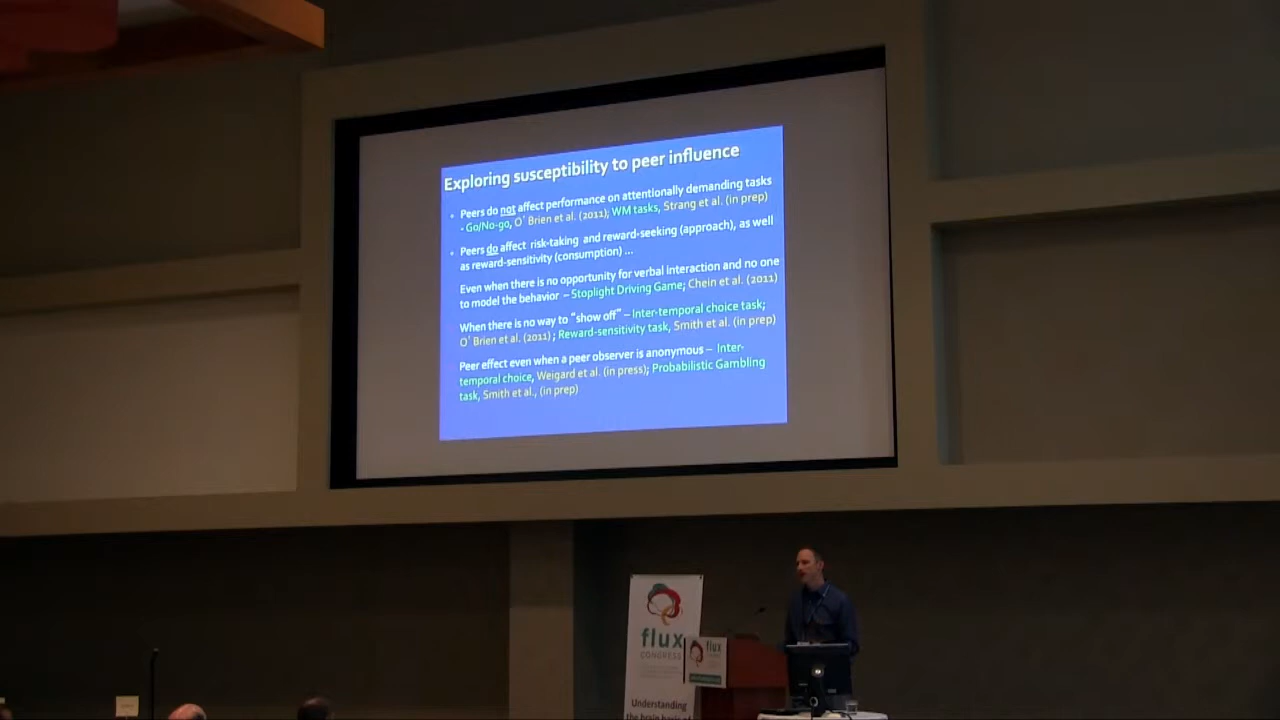 Exploring susceptibility to peer influence
• Peers do not affect performance on attentionally demanding tasks
- Go/No-go, O' Brien et al. (2011); WM tasks, Strang et al. (in prep)
• Peers do affect risk-taking and reward-seeking (approach), as well
as reward-sensitivity (consumption) ...
Even when there is no opportunity for verbal interaction and no one
to model the behavior – Stoplight Driving Game; Chein et al. (2011)
When there is no way to "show off" – Inter-temporal choice task;
O' Brien et al. (2011) ; Reward-sensitivity task, Smith et al. (in prep)
Peer effect even when a peer observer is anonymous – Inter-
temporal choice, Weigard et al. (in press); Probabilistic Gambling
task, Smith et al., (in prep)
flux
CONGRESS
Understanding
the brain basis of
flux